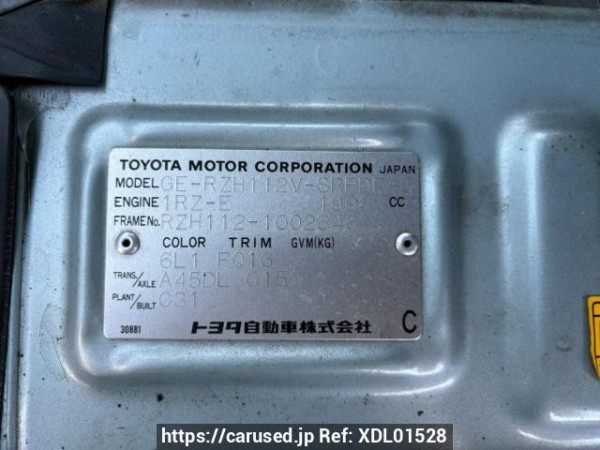 TOYOTA MOTOR CORPORATION JAPAN
MODEL GE-RZH112V-
ENGINE 1RZ-E CC
FRAME No. RZH112-
COLOR TRIM GVM(KG)
6L1 FQ16
TRANS/AXLE A45DL G15
PLANT/BUILT C31
30881 トヨタ自動車株式会社 C
https://carused.jp Ref: XDL01528